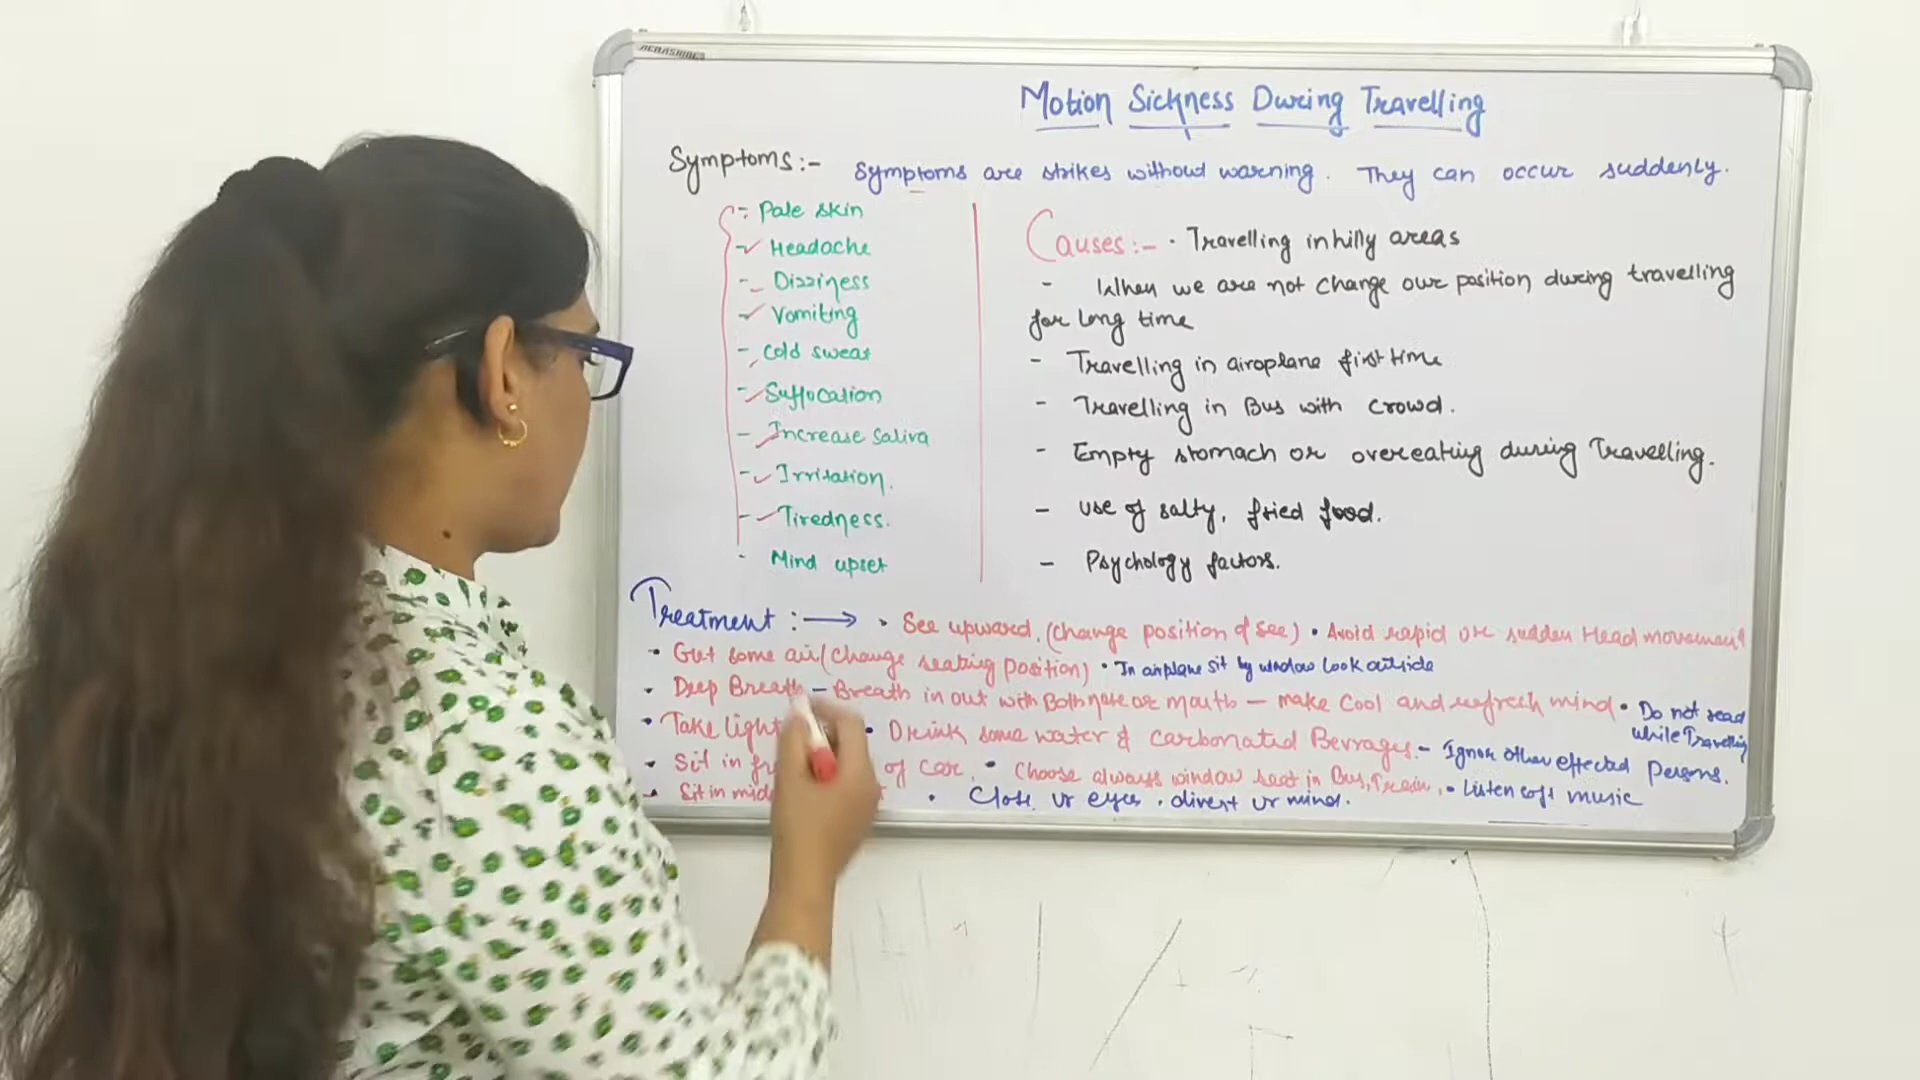 Motion Sickness During Travelling
Symptoms:- Symptoms are strikes without warning. They can occur suddenly.
- Pale skin
- Headache
- Dizziness
- Vomiting
- Cold sweat
- Suffocation
- Increase saliva
- Irritation.
- Tiredness.
- Mind upset
Causes:- • Travelling in hilly areas
- When we are not change our position during travelling
for long time
- Travelling in airoplane first time
- Travelling in Bus with crowd.
- Empty stomach or overeating during Travelling.
- use of salty, fried food.
- Psychology factors.
Treatment :→ • See upward. (change position of see) • Avoid rapid or sudden Head movement
• Get some air (change seating position) • In airplane sit by window look outside
• Deep Breath - Breath in out with Both nose or mouth - make cool and refresh mind • Do not read
while Travelling
• Take light • Drink some water & carbonated Bevrages - Ignor other effected Persons.
• Sit in of car. • Choose always window seat in Bus, Train, • Listen soft music
• Sit in • Close ur eyes . divert ur mind.